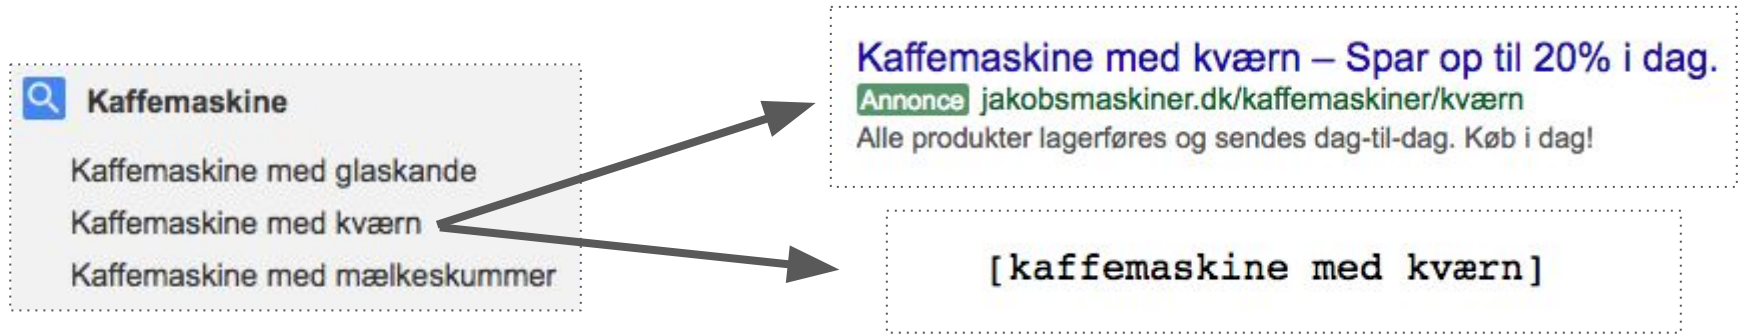 Kaffemaskine
Kaffemaskine med glaskande
Kaffemaskine med kværn
Kaffemaskine med mælkeskummer
Kaffemaskine med kværn – Spar op til 20% i dag.
Annonce jakobsmaskiner.dk/kaffemaskiner/kværn
Alle produkter lagerføres og sendes dag-til-dag. Køb i dag!
[kaffemaskine med kværn]